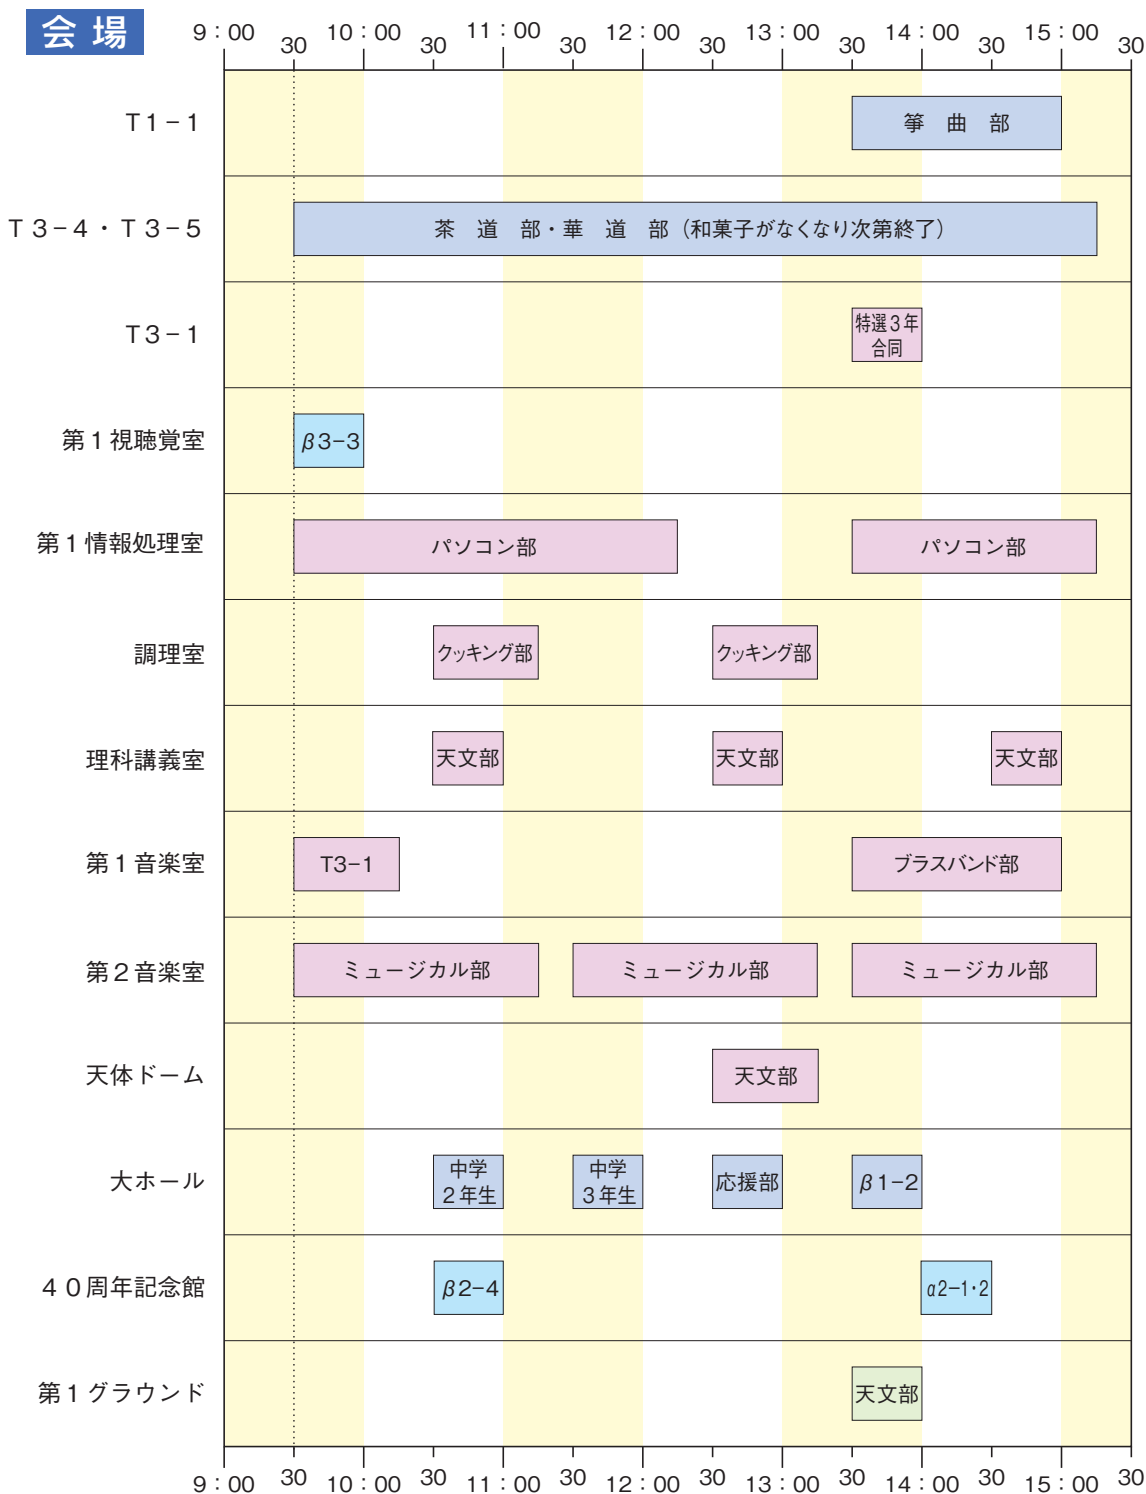 会場
9：00 30 10：00 30 11：00 30 12：00 30 13：00 30 14：00 30 15：00 30
T1−1
箏曲部
T3−4・T3−5
茶道部・華道部（和菓子がなくなり次第終了）
T3−1
特選3年
合同
第1視聴覚室
β3−3
第1情報処理室
パソコン部
パソコン部
調理室
クッキング部
クッキング部
理科講義室
天文部
天文部
天文部
第1音楽室
T3−1
ブラスバンド部
第2音楽室
ミュージカル部
ミュージカル部
ミュージカル部
天体ドーム
天文部
大ホール
中学
2年生
中学
3年生
応援部
β1−2
40周年記念館
β2−4
α2−1・2
第1グラウンド
天文部
9：00 30 10：00 30 11：00 30 12：00 30 13：00 30 14：00 30 15：00 30